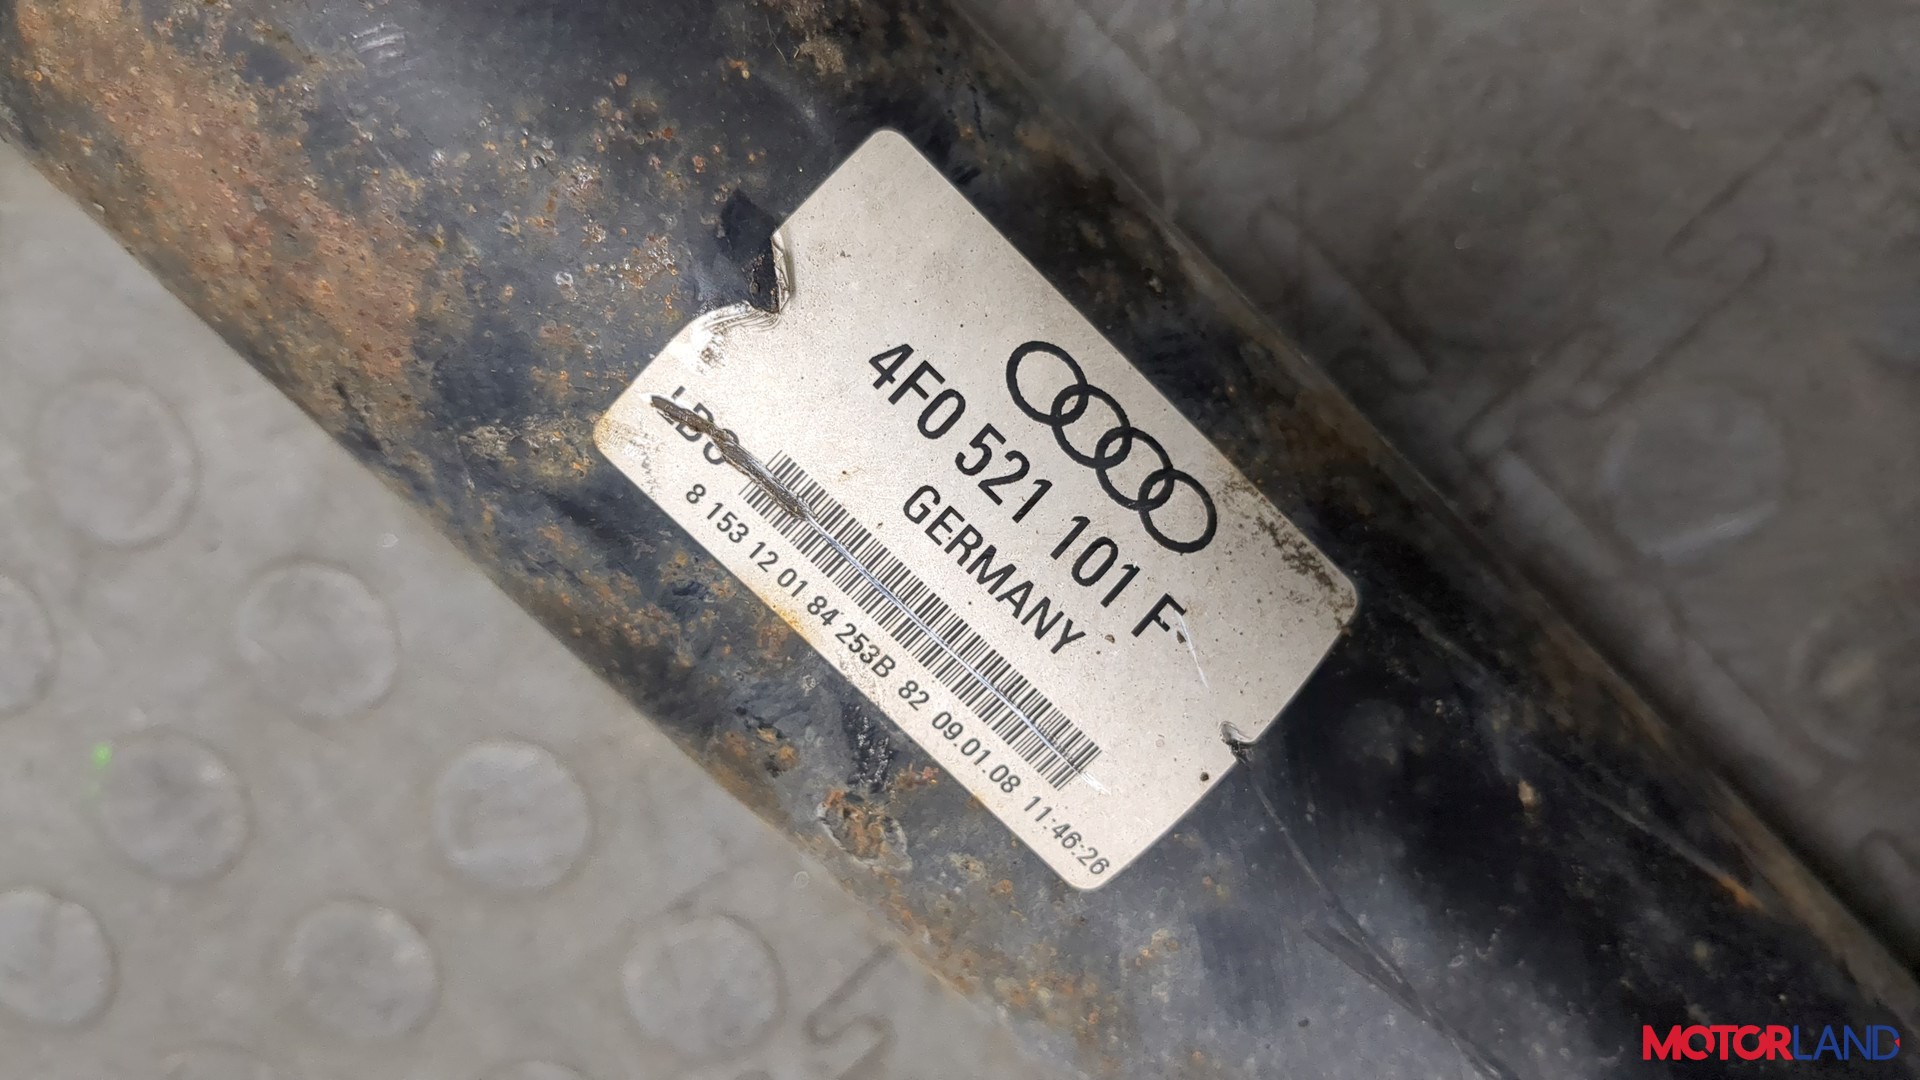 4F0 521 101 F
GERMANY
8 153 12 01 84 253B 82 09.01.08 11:46:26
MOTORLAND